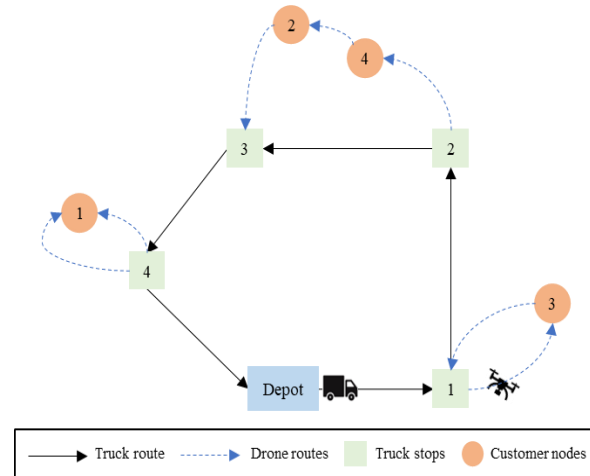 2
4
3
2
1
4
3
Depot
1
Truck route
Drone routes
Truck stops
Customer nodes